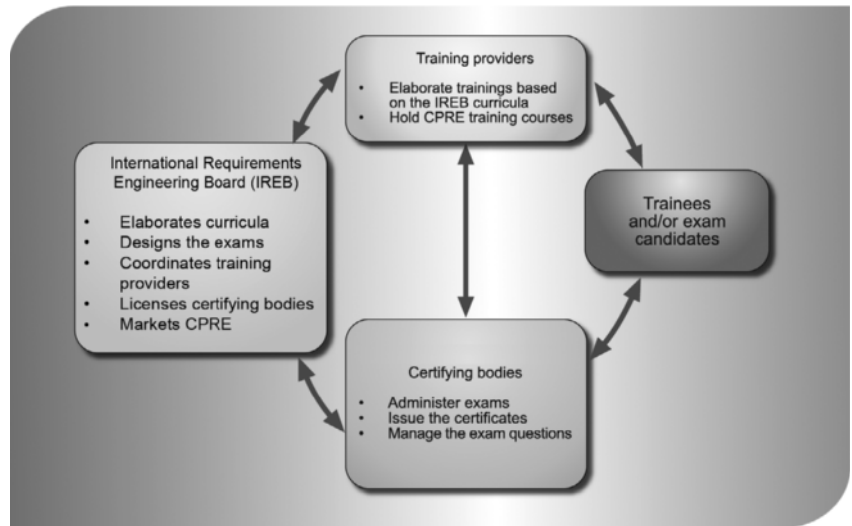 Training providers
• Elaborate trainings based
on the IREB curricula
• Hold CPRE training courses
International Requirements
Engineering Board (IREB)
• Elaborates curricula
• Designs the exams
• Coordinates training
providers
• Licenses certifying bodies
• Markets CPRE
Trainees
and/or exam
candidates
Certifying bodies
• Administer exams
• Issue the certificates
• Manage the exam questions